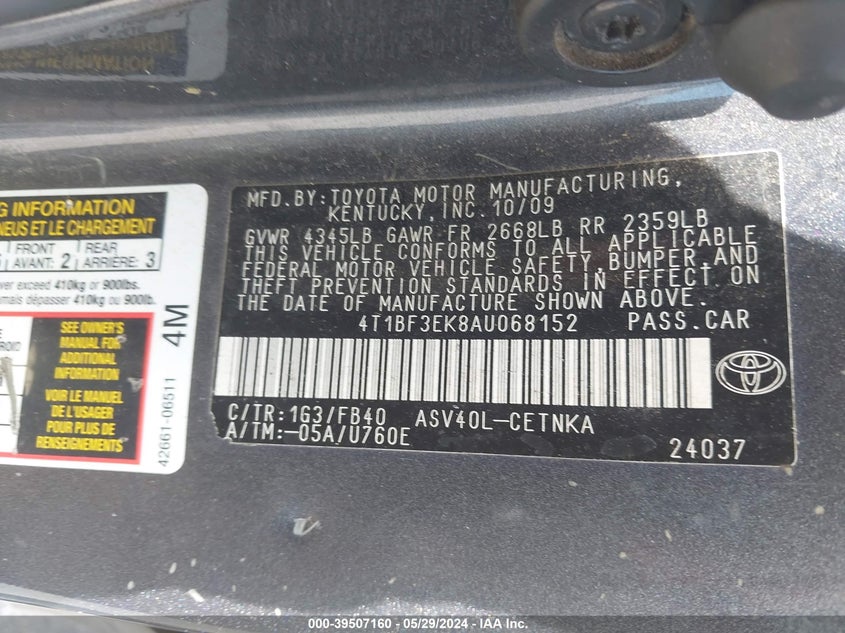 G INFORMATION
NEUS ET LE CHARGEMENT
FRONT
AVANT: 2
REAR
ARRIÈRE: 3
ver exceed 410kg or 900lbs.
mais dépasser 410kg ou 900lb.
SEE OWNER'S
MANUAL FOR
ADDITIONAL
INFORMATION
VOIR LE MANUEL
DE L'USAGER
POUR PLUS DE
RENSEIGNEMENTS
4M
42661-06511
MFD.BY:TOYOTA MOTOR MANUFACTURING,
KENTUCKY,INC.10/09
GVWR 4345LB GAWR FR 2668LB RR 2359LB
THIS VEHICLE CONFORMS TO ALL APPLICABLE
FEDERAL MOTOR VEHICLE SAFETY,BUMPER,AND
THEFT PREVENTION STANDARDS IN EFFECT ON
THE DATE OF MANUFACTURE SHOWN ABOVE.
4T1BF3EK8AU068152 PASS.CAR
C/TR:1G3/FB40 ASV40L-CETNKA
A/TM:-05A/U760E
24037
000-39507160 - 05/29/2024 - IAA Inc.